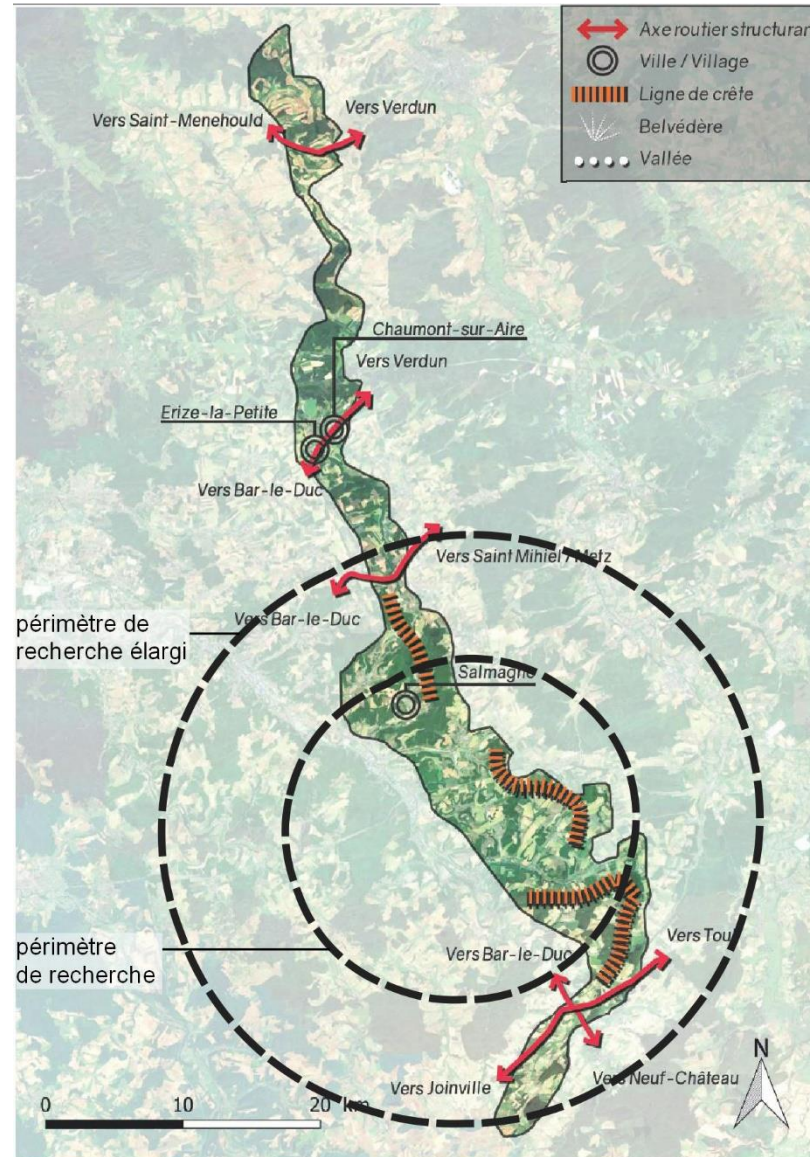 Axe routier structuran
Ville / Village
Ligne de crête
Belvédère
Vallée
Vers Saint-Menehould
Vers Verdun
Chaumont-sur-Aire
Vers Verdun
Erize-la-Petite
Vers Bar-le-Duc
Vers Saint Mihiel / Metz
Vers Bar-le-Duc
périmètre de
recherche élargi
Salmagne
périmètre
de recherche
Vers Bar-le-Duc
Vers Toul
Vers Joinville
Vers Neuf-Château
N
0 10 20 km